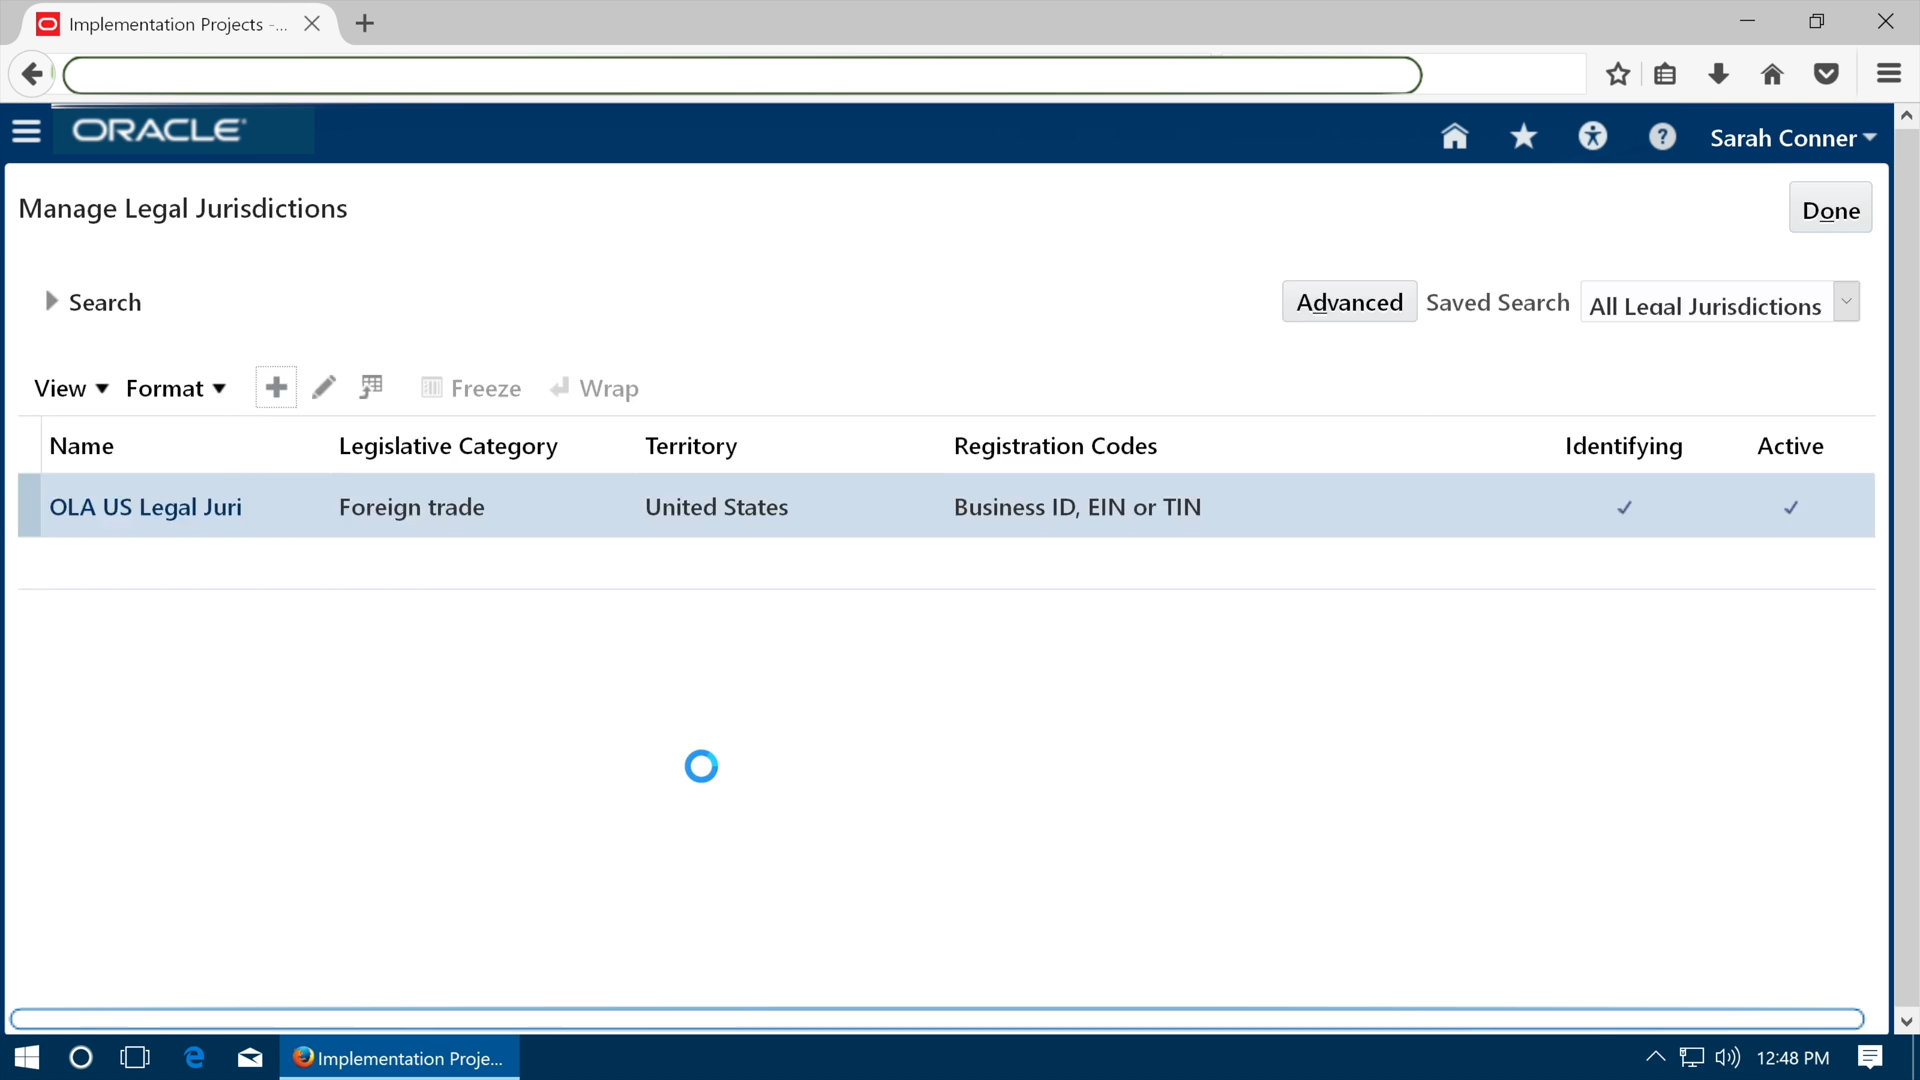 Implementation Projects -...
ORACLE
Sarah Conner
Manage Legal Jurisdictions
Done
Search
Advanced Saved Search All Legal Jurisdictions
View Format Freeze Wrap
Name Legislative Category Territory Registration Codes Identifying Active
OLA US Legal Juri Foreign trade United States Business ID, EIN or TIN
Implementation Proje...
12:48 PM